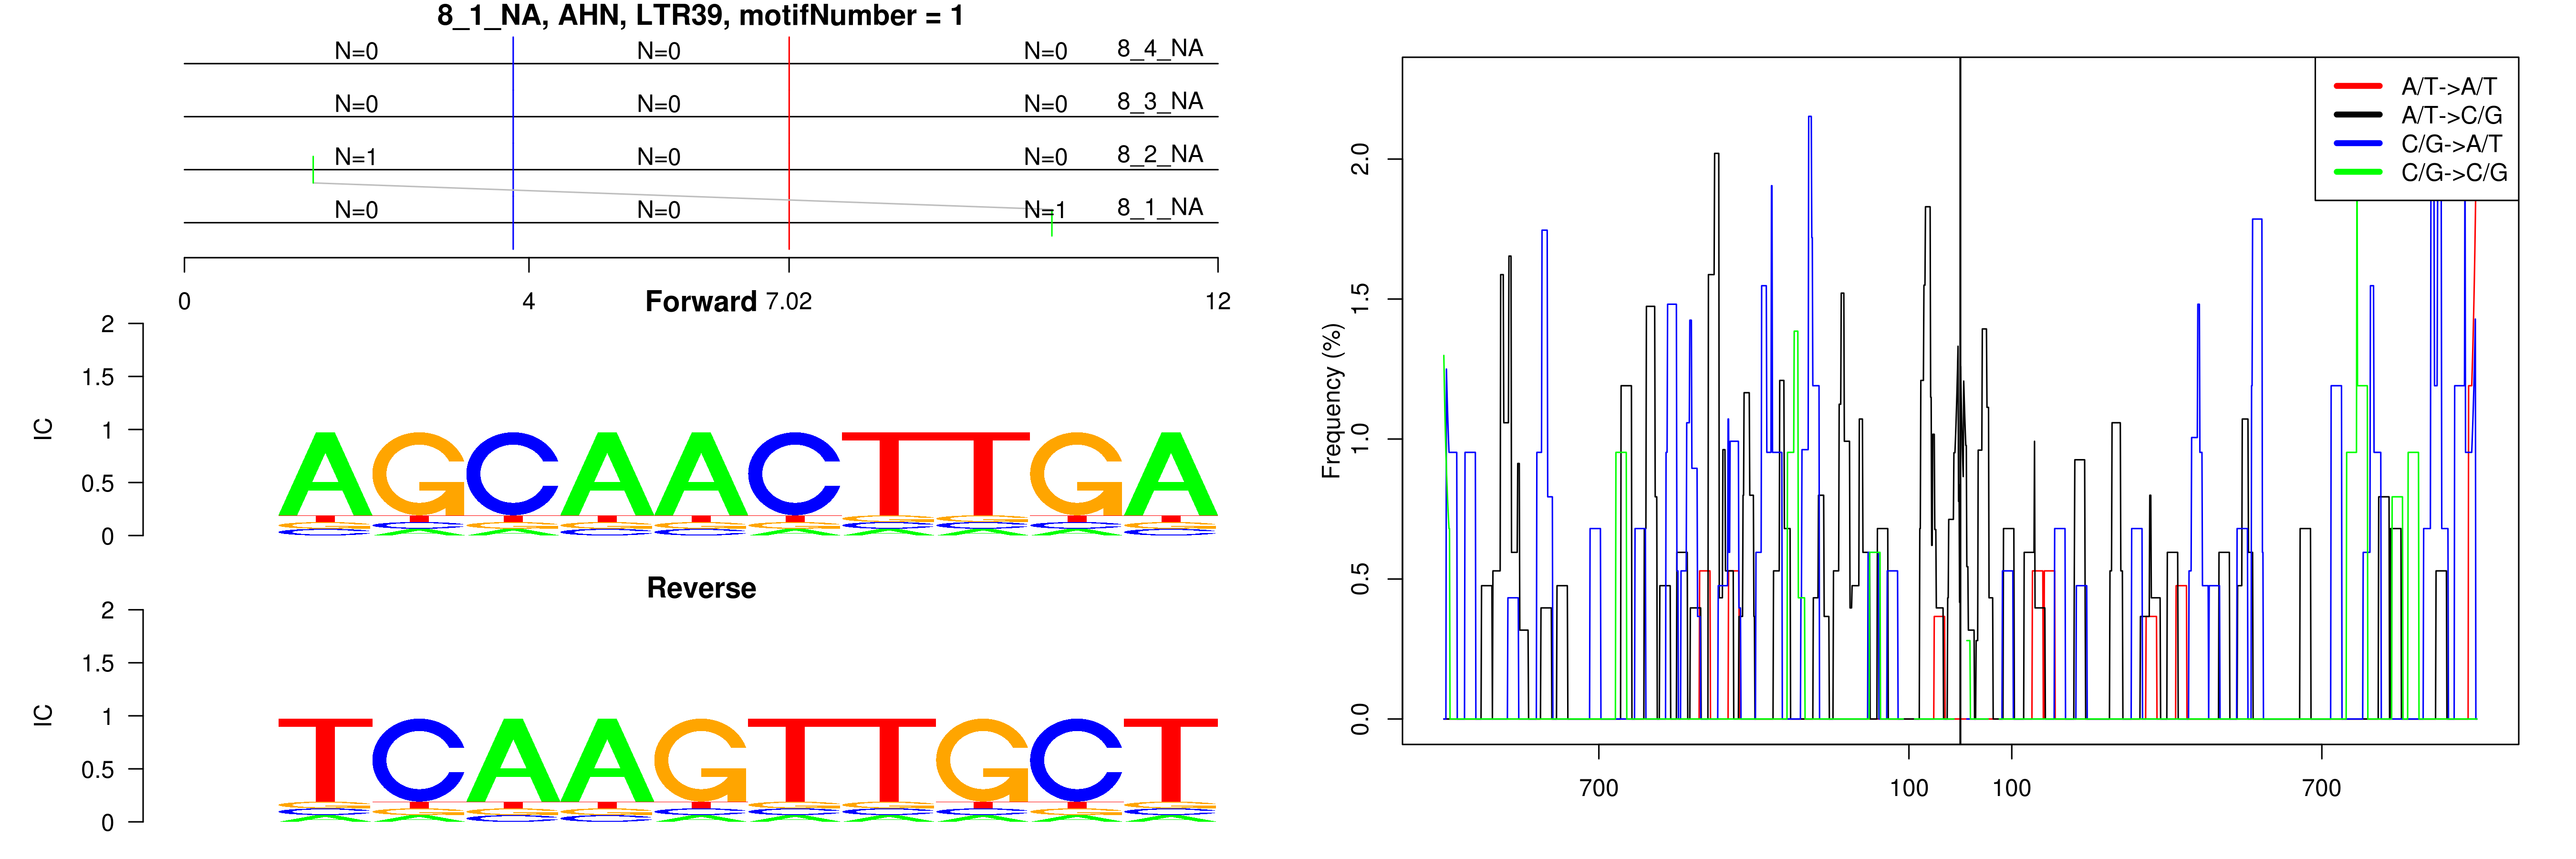 8_1_NA, AHN, LTR39, motifNumber = 1
N=0 N=0 N=0 8_4_NA
N=0 N=0 N=0 8_3_NA
N=1 N=0 N=0 8_2_NA
N=0 N=0 N=1 8_1_NA
0 4 7.02 12
Forward
IC
2
1.5
1
0.5
0
AGCAACTTGA
Reverse
IC
2
1.5
1
0.5
0
TCAAGTTGCT
A/T->A/T
A/T->C/G
C/G->A/T
C/G->C/G
Frequency (%)
2.0
1.5
1.0
0.5
0.0
700 100 100 700